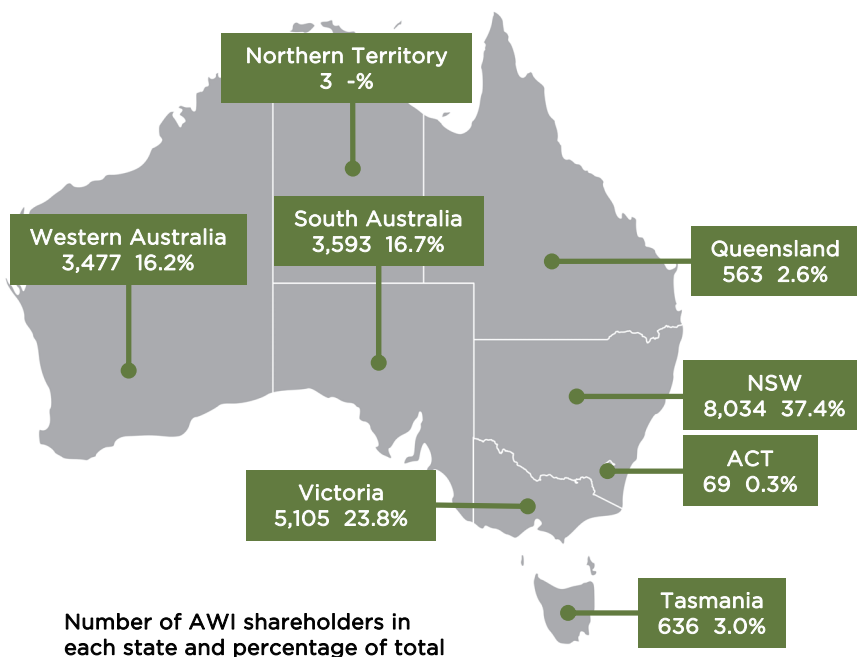 Northern Territory
3 -%
South Australia
3,593 16.7%
Western Australia
3,477 16.2%
Queensland
563 2.6%
NSW
8,034 37.4%
ACT
69 0.3%
Victoria
5,105 23.8%
Tasmania
636 3.0%
Number of AWI shareholders in
each state and percentage of total